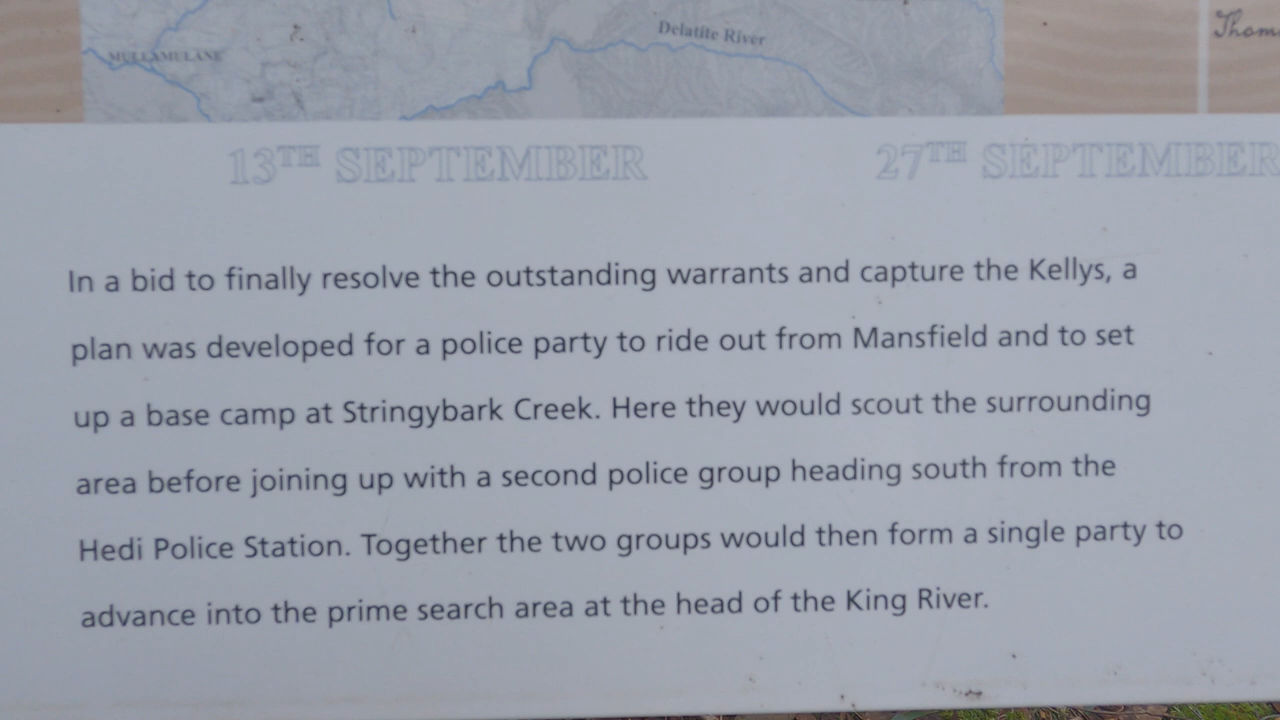 MULLAMULANE
Delatite River
Thom
13TH SEPTEMBER
27TH SEPTEMBER
In a bid to finally resolve the outstanding warrants and capture the Kellys, a
plan was developed for a police party to ride out from Mansfield and to set
up a base camp at Stringybark Creek. Here they would scout the surrounding
area before joining up with a second police group heading south from the
Hedi Police Station. Together the two groups would then form a single party to
advance into the prime search area at the head of the King River.